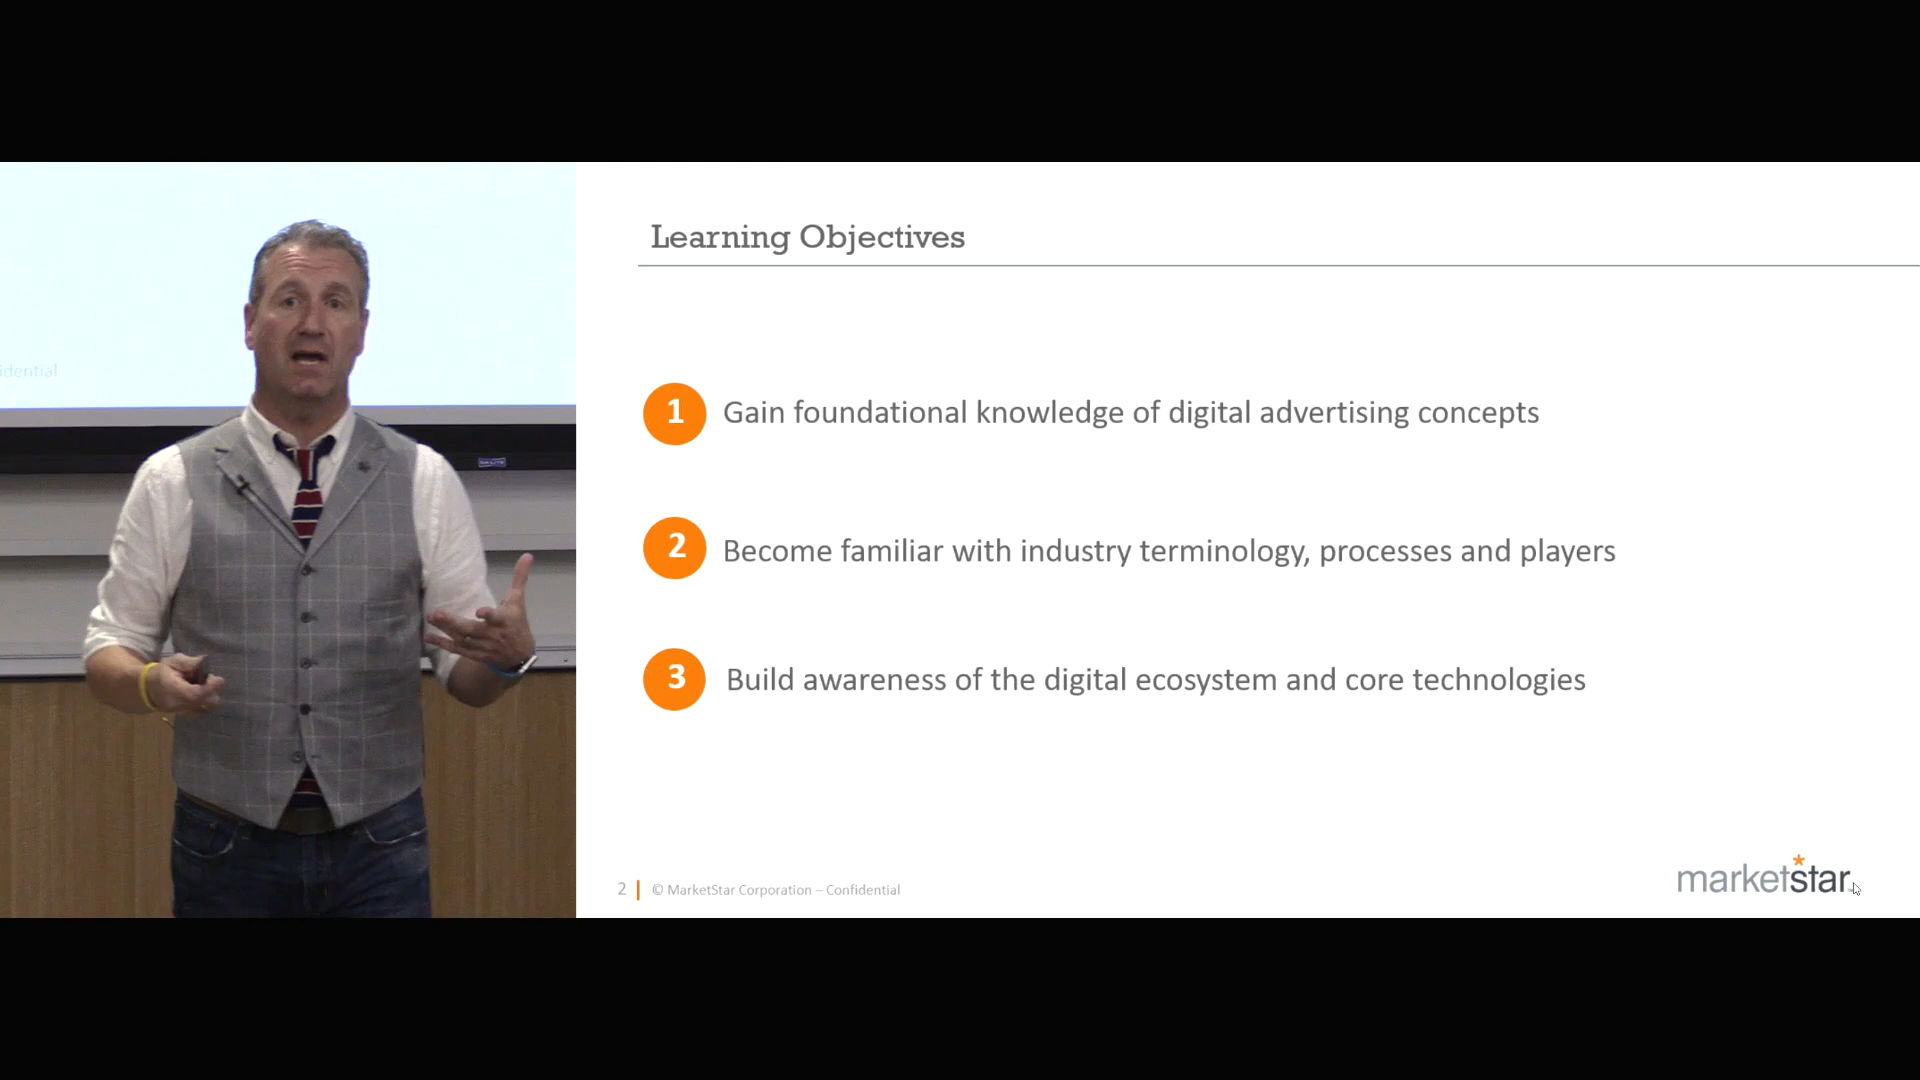 idential
Learning Objectives
1 Gain foundational knowledge of digital advertising concepts
2 Become familiar with industry terminology, processes and players
3 Build awareness of the digital ecosystem and core technologies
2 © MarketStar Corporation – Confidential
marketstar